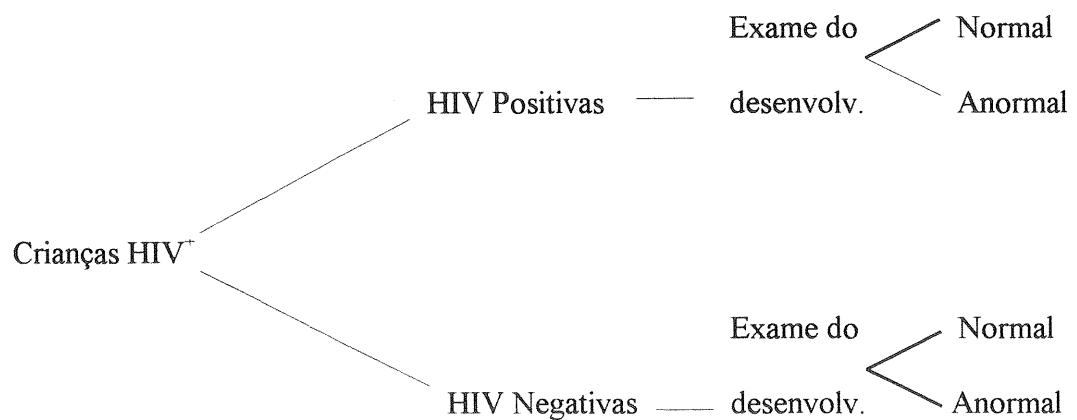 Exame do Normal
HIV Positivas desenvolv. Anormal
Crianças HIV⁺
Exame do Normal
HIV Negativas desenvolv. Anormal